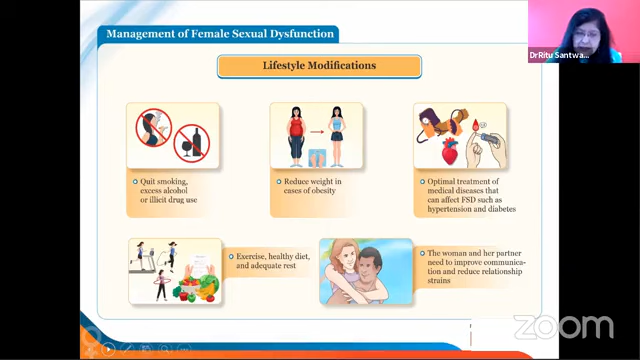 Management of Female Sexual Dysfunction
DrRitu Santwa...
Lifestyle Modifications
Quit smoking,
excess alcohol
or illicit drug use
Reduce weight in
cases of obesity
Optimal treatment of
medical diseases that
can affect FSD such as
hypertension and diabetes
Exercise, healthy diet,
and adequate rest
The woman and her partner
need to improve communica-
tion and reduce relationship
strains
zoom